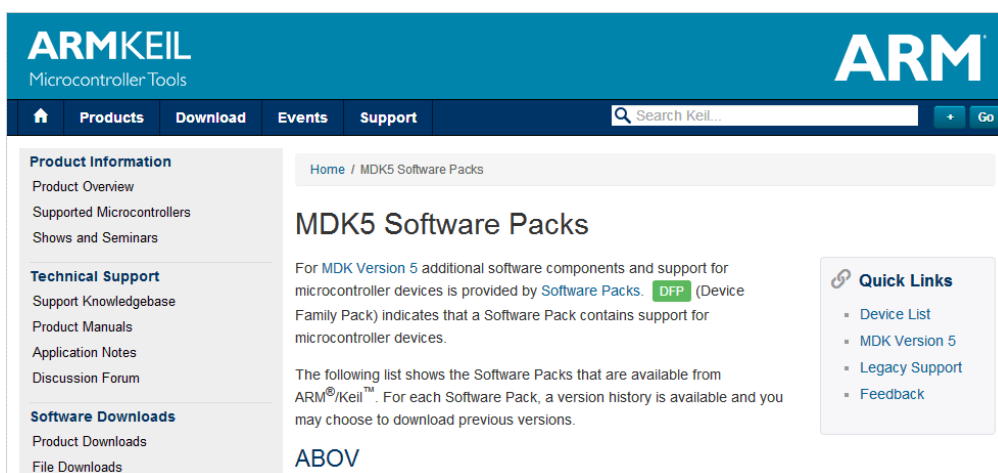 ARMKEIL
Microcontroller Tools
ARM
Products Download Events Support Search Keil... + Go
Product Information
Product Overview
Supported Microcontrollers
Shows and Seminars
Technical Support
Support Knowledgebase
Product Manuals
Application Notes
Discussion Forum
Software Downloads
Product Downloads
File Downloads
Home / MDK5 Software Packs
MDK5 Software Packs
For MDK Version 5 additional software components and support for
microcontroller devices is provided by Software Packs. DFP (Device
Family Pack) indicates that a Software Pack contains support for
microcontroller devices.
The following list shows the Software Packs that are available from
ARM®/Keil™. For each Software Pack, a version history is available and you
may choose to download previous versions.
ABOV
Quick Links
Device List
MDK Version 5
Legacy Support
Feedback